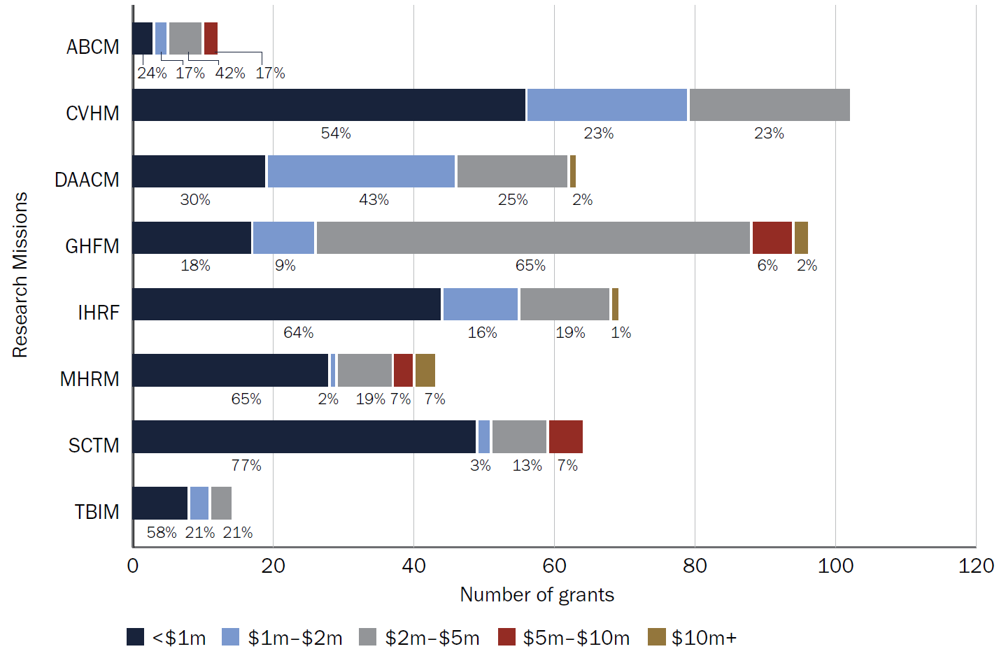 ABCM
24% 17% 42% 17%
CVHM
54% 23% 23%
DAACM
30% 43% 25% 2%
GHFM
18% 9% 65% 6% 2%
IHRF
64% 16% 19% 1%
MHRM
65% 2% 19% 7% 7%
SCTM
77% 3% 13% 7%
TBIM
58% 21% 21%
Research Missions
0 20 40 60 80 100 120
Number of grants
<$1m $1m–$2m $2m–$5m $5m–$10m $10m+